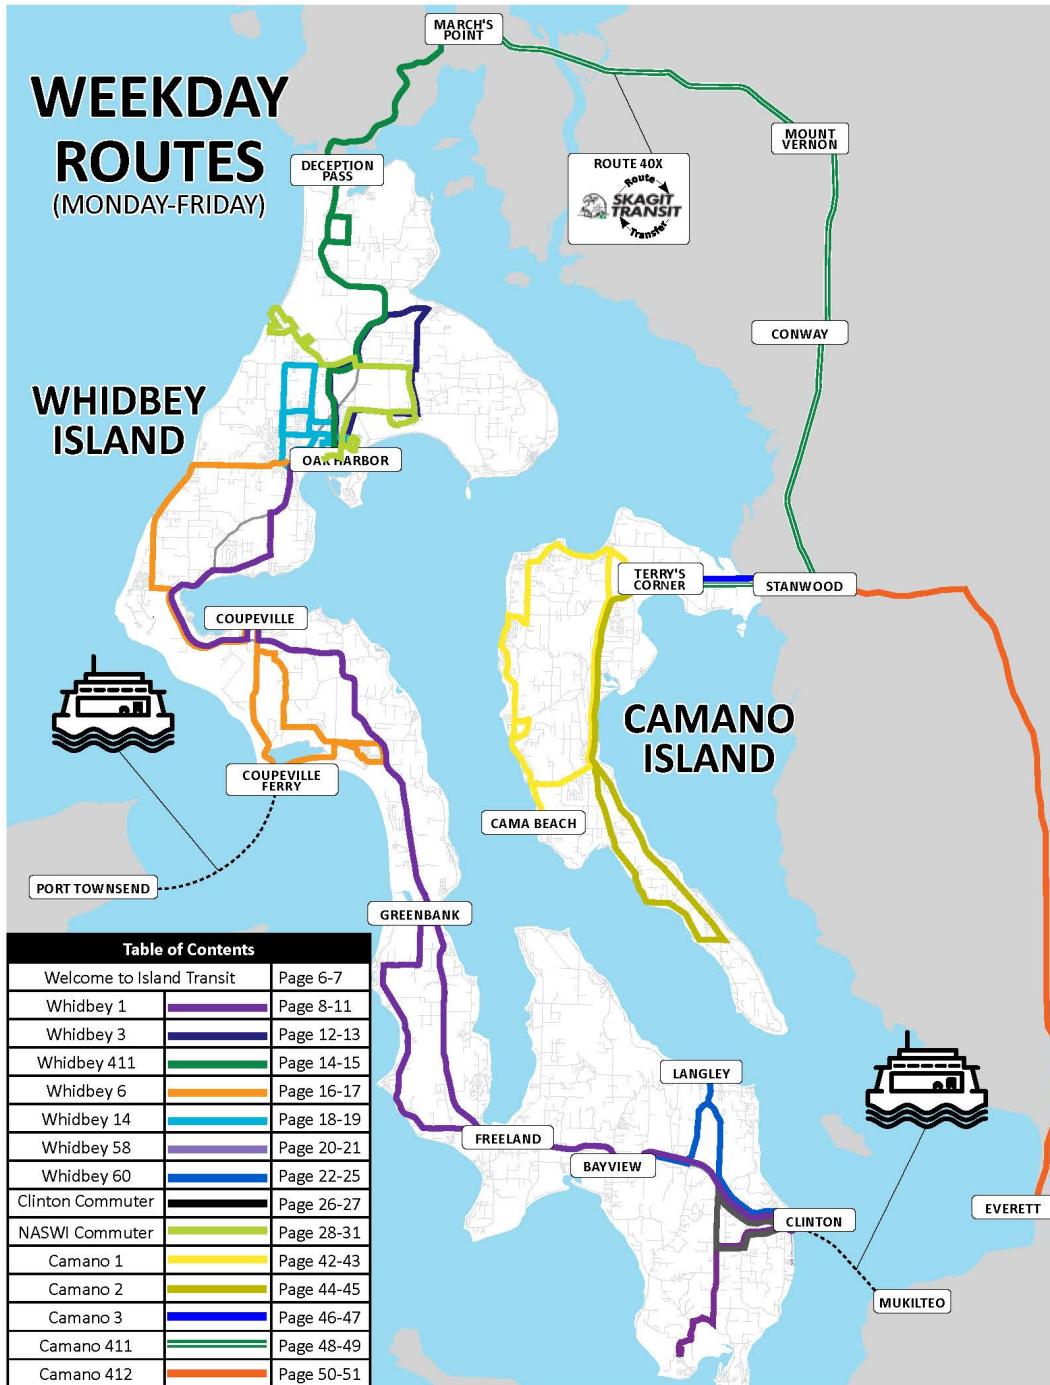 MARCH'S
POINT
WEEKDAY
ROUTES
(MONDAY-FRIDAY)
MOUNT
VERNON
DECEPTION
PASS
ROUTE 40X
Route
SKAGIT
TRANSIT
Transfer
CONWAY
WHIDBEY
ISLAND
OAK HARBOR
TERRY'S
CORNER
STANWOOD
COUPEVILLE
CAMANO
ISLAND
COUPEVILLE
FERRY
CAMA BEACH
PORT TOWNSEND
GREENBANK
Table of Contents
Welcome to Island Transit Page 6-7
Whidbey 1 Page 8-11
Whidbey 3 Page 12-13
Whidbey 411 Page 14-15
Whidbey 6 Page 16-17
Whidbey 14 Page 18-19
Whidbey 58 Page 20-21
Whidbey 60 Page 22-25
Clinton Commuter Page 26-27
NASWI Commuter Page 28-31
Camano 1 Page 42-43
Camano 2 Page 44-45
Camano 3 Page 46-47
Camano 411 Page 48-49
Camano 412 Page 50-51
LANGLEY
FREELAND
BAYVIEW
CLINTON
EVERETT
MUKILTEO